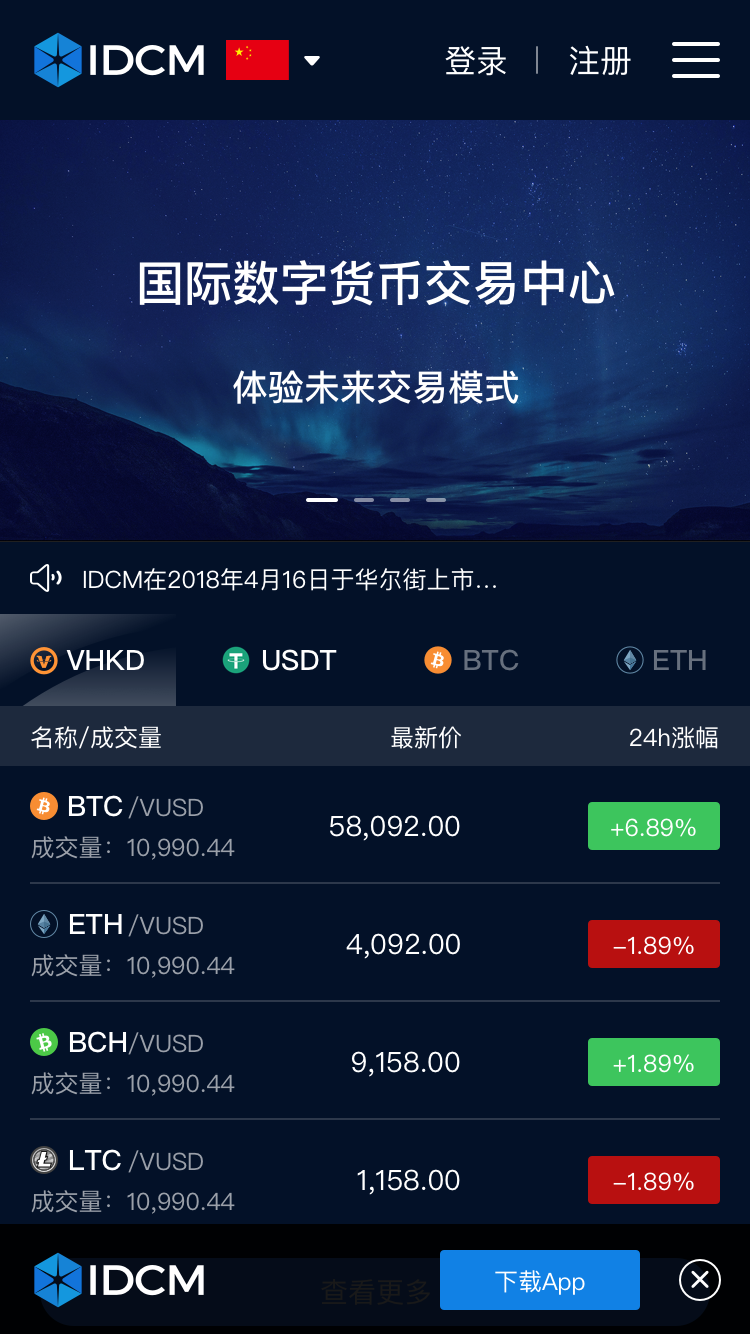 IDCM 登录 注册
国际数字货币交易中心
体验未来交易模式
IDCM在2018年4月16日于华尔街上市...
VHKD USDT BTC ETH
名称/成交量 最新价 24h涨幅
BTC /VUSD
58,092.00 +6.89%
成交量：10,990.44
ETH /VUSD
4,092.00 -1.89%
成交量：10,990.44
BCH/VUSD
9,158.00 +1.89%
成交量：10,990.44
LTC /VUSD
1,158.00 -1.89%
成交量：10,990.44
IDCM 查看更多 下载App